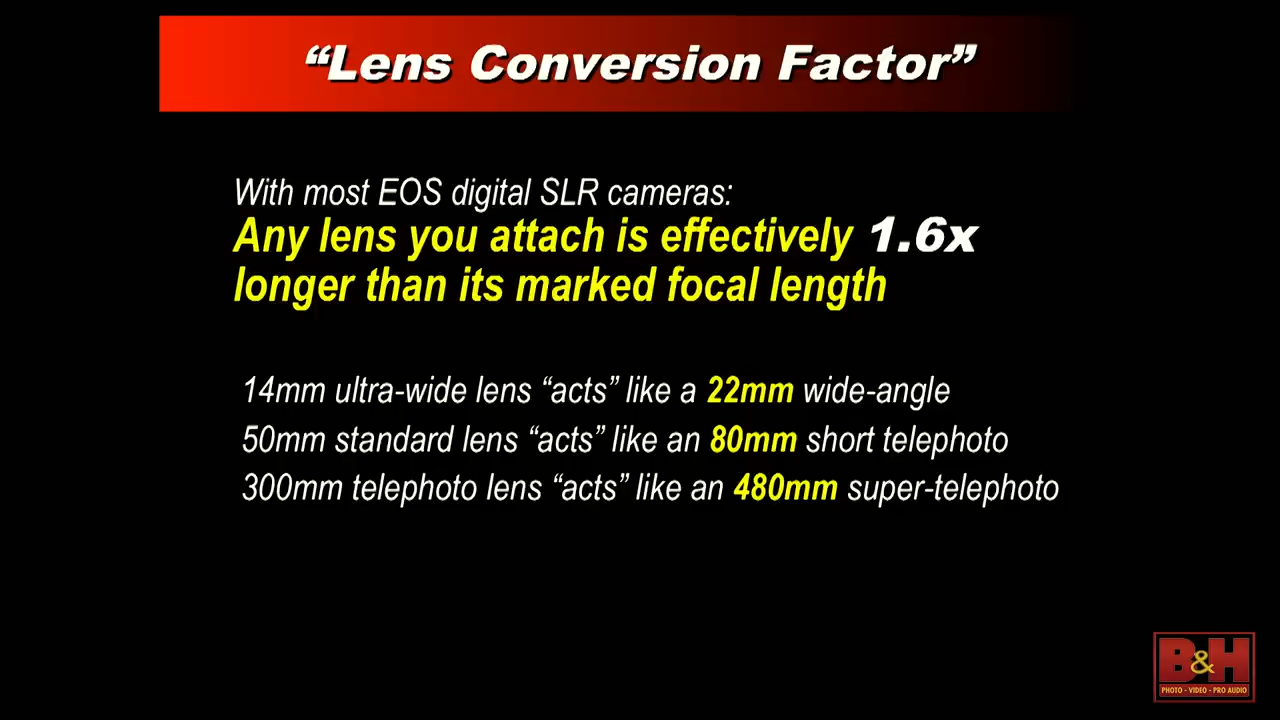 “Lens Conversion Factor”
With most EOS digital SLR cameras:
Any lens you attach is effectively 1.6x
longer than its marked focal length
14mm ultra-wide lens “acts” like a 22mm wide-angle
50mm standard lens “acts” like an 80mm short telephoto
300mm telephoto lens “acts” like an 480mm super-telephoto
B&H
PHOTO - VIDEO - PRO AUDIO